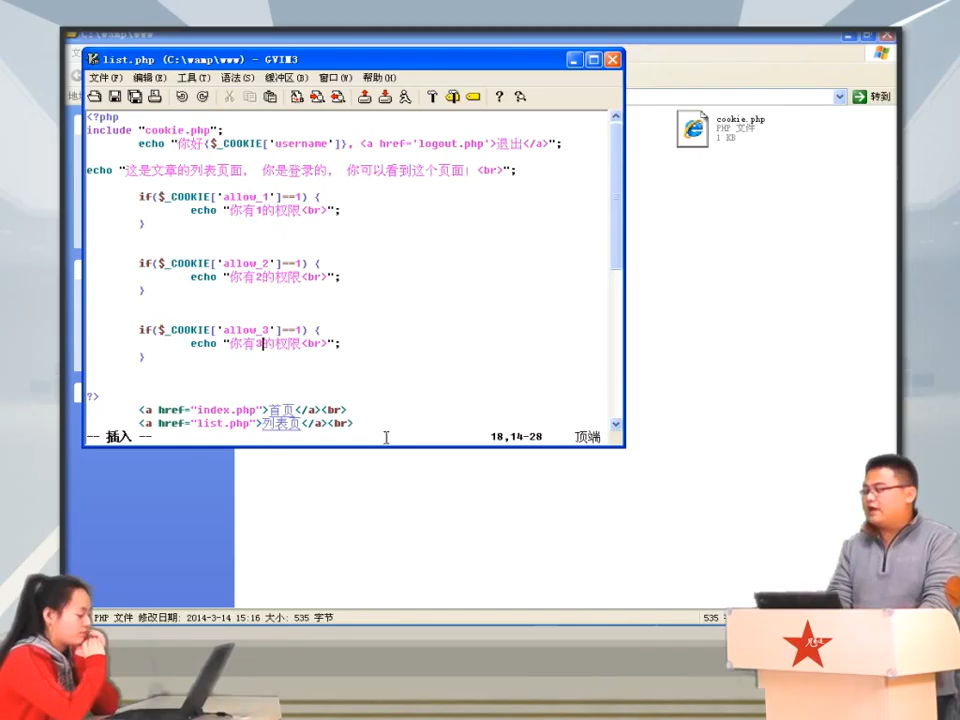 C:\wamp\www
list.php (C:\wamp\www) - GVIM3
文件(F) 编辑(E) 工具(T) 语法(S) 缓冲区(B) 窗口(W) 帮助(H)
转到
cookie.php
PHP 文件
1 KB
<?php
include "cookie.php";
echo "你好{$_COOKIE['username']}, <a href='logout.php'>退出</a>";
echo "这是文章的列表页面, 你是登录的, 你可以看到这个页面!<br>";
if($_COOKIE['allow_1']==1) {
echo "你有1的权限<br>";
}
if($_COOKIE['allow_2']==1) {
echo "你有2的权限<br>";
}
if($_COOKIE['allow_3']==1) {
echo "你有3的权限<br>";
}
?>
<a href="index.php">首页</a><br>
<a href="list.php">列表页</a><br>
-- 插入 -- 18,14-28 顶端
PHP 文件 修改日期: 2014-3-14 15:16 大小: 535 字节
535